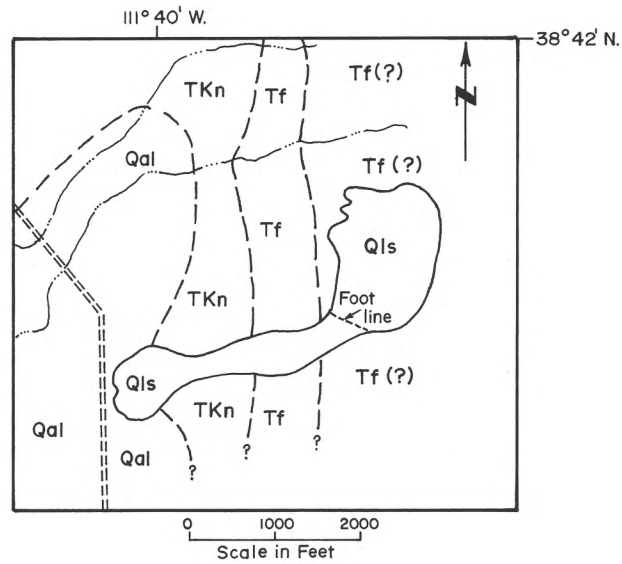 111° 40' W.
38° 42' N.
Tf(?)
TKn
Tf
N
Qal
Tf(?)
Tf
Qls
TKn
Foot
line
Qls
Tf(?)
TKn
Tf
Qal
Qal
?
?
?
0 1000 2000
Scale in Feet